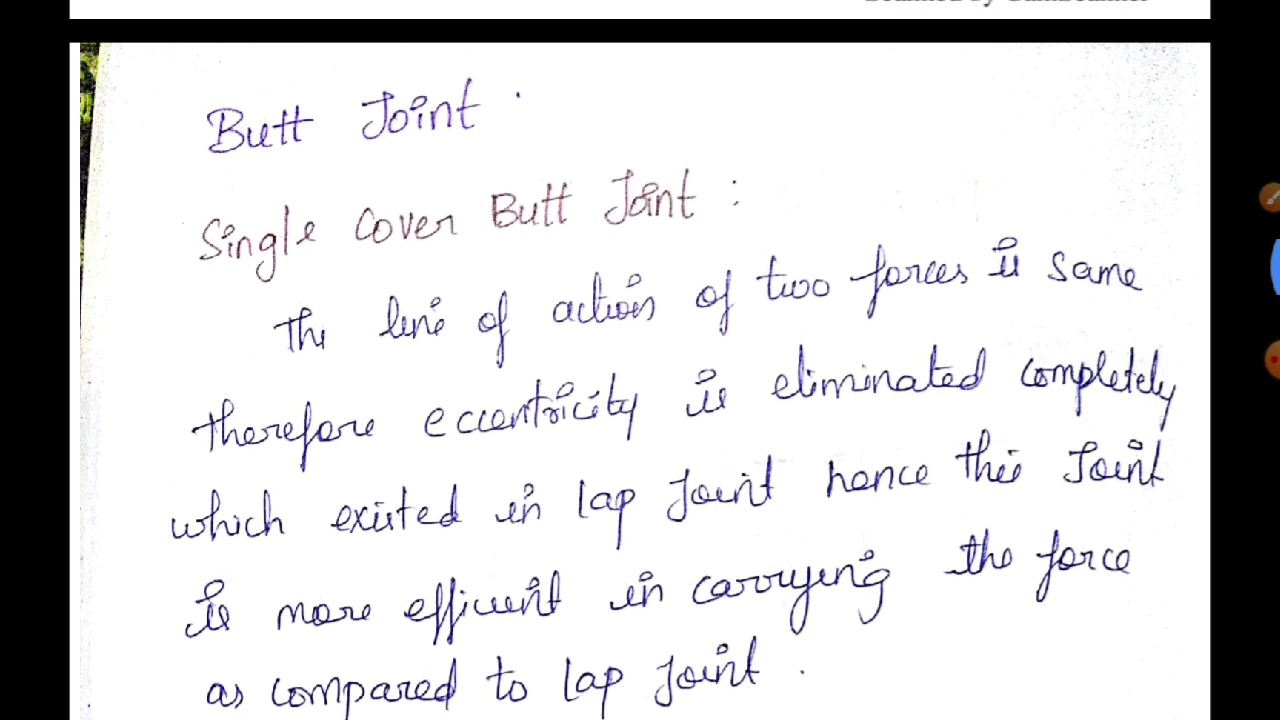 Butt Joint.
Single Cover Butt Joint :
The line of action of two forces is same
therefore eccentricity is eliminated completely
which existed in lap Joint hence this Joint
is more efficient in carrying the force
as compared to lap Joint.